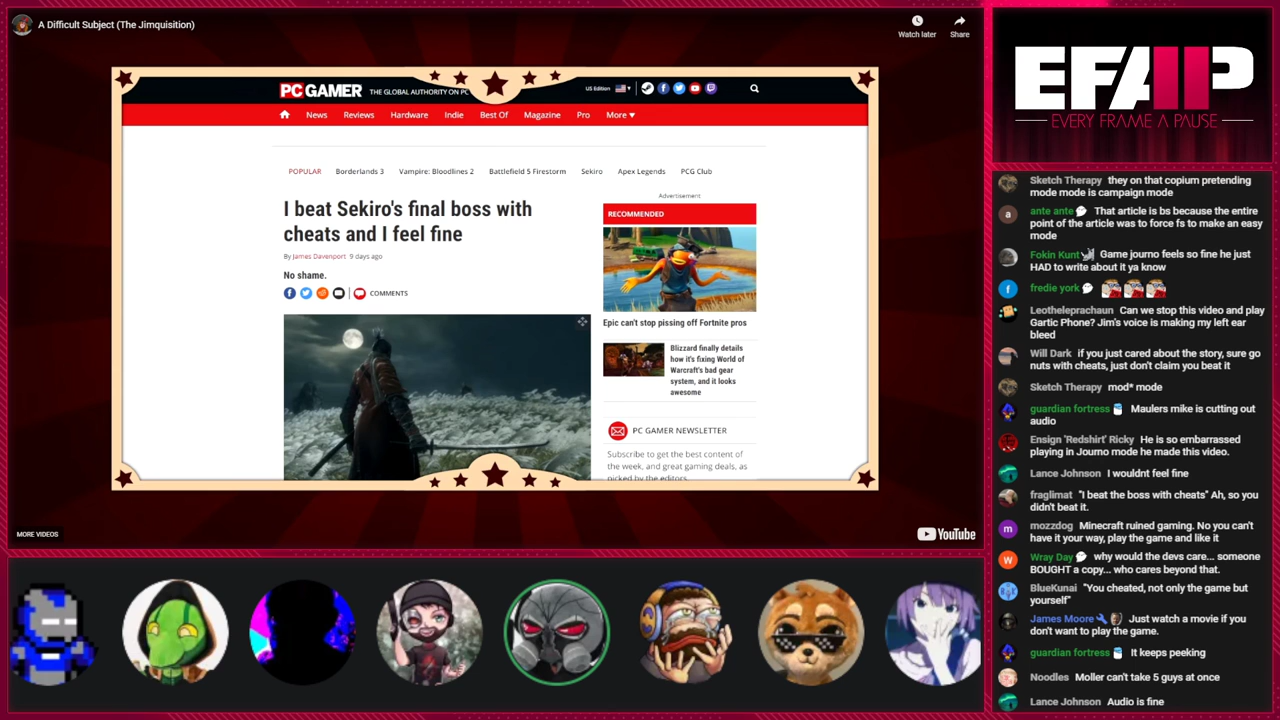 A Difficult Subject (The Jimquisition)
Watch later
Share
PC GAMER
THE GLOBAL AUTHORITY ON PC
US Edition
News
Reviews
Hardware
Indie
Best Of
Magazine
Pro
More
POPULAR
Borderlands 3
Vampire: Bloodlines 2
Battlefield 5 Firestorm
Sekiro
Apex Legends
PCG Club
I beat Sekiro's final boss with
cheats and I feel fine
By James Davenport 9 days ago
No shame.
COMMENTS
Advertisement
RECOMMENDED
Epic can't stop pissing off Fortnite pros
Blizzard finally details
how it's fixing World of
Warcraft's bad gear
system, and it looks
awesome
PC GAMER NEWSLETTER
Subscribe to get the best content of
the week, and great gaming deals, as
picked by the editors.
MORE VIDEOS
YouTube
EFAP
EVERY FRAME A PAUSE
Sketch Therapy they on that copium pretending
mode mode is campaign mode
ante ante That article is bs because the entire
point of the article was to force fs to make an easy
mode
Fokin Kunt Game journo feels so fine he just
HAD to write about it ya know
fredie york
Leotheleprachaun Can we stop this video and play
Gartic Phone? Jim's voice is making my left ear
bleed
Will Dark if you just cared about the story, sure go
nuts with cheats, just don't claim you beat it
Sketch Therapy mod* mode
guardian fortress Maulers mike is cutting out
audio
Ensign 'Redshirt' Ricky He is so embarrassed
playing in Journo mode he made this video.
Lance Johnson I wouldnt feel fine
fraglimat "I beat the boss with cheats" Ah, so you
didn't beat it.
mozzdog Minecraft ruined gaming. No you can't
have it your way, play the game and like it
Wray Day why would the devs care... someone
BOUGHT a copy... who cares beyond that.
BlueKunai "You cheated, not only the game but
yourself"
James Moore Just watch a movie if you
don't want to play the game.
guardian fortress It keeps peeking
Noodles Moller can't take 5 guys at once
Lance Johnson Audio is fine